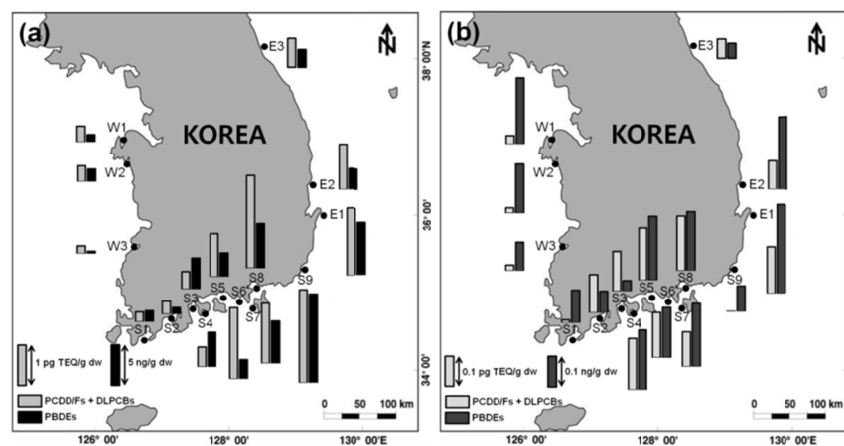 (a)
N
E3
38° 00'N
W1
KOREA
W2
E2
E1
36° 00'
W3
S9
S8
S5
S6
S3
S7
S1
S2
S4
1 pg TEQ/g dw
5 ng/g dw
34° 00'
PCDD/Fs + DLPCBs
PBDEs
0 50 100 km
126° 00'
128° 00'
130° 00'E
(b)
N
E3
W1
KOREA
W2
E2
E1
W3
S9
S8
S5
S6
S3
S7
S1
S2
S4
0.1 pg TEQ/g dw
0.1 ng/g dw
PCDD/Fs + DLPCBs
PBDEs
0 50 100 km
126° 00'
128° 00'
130° 00'E